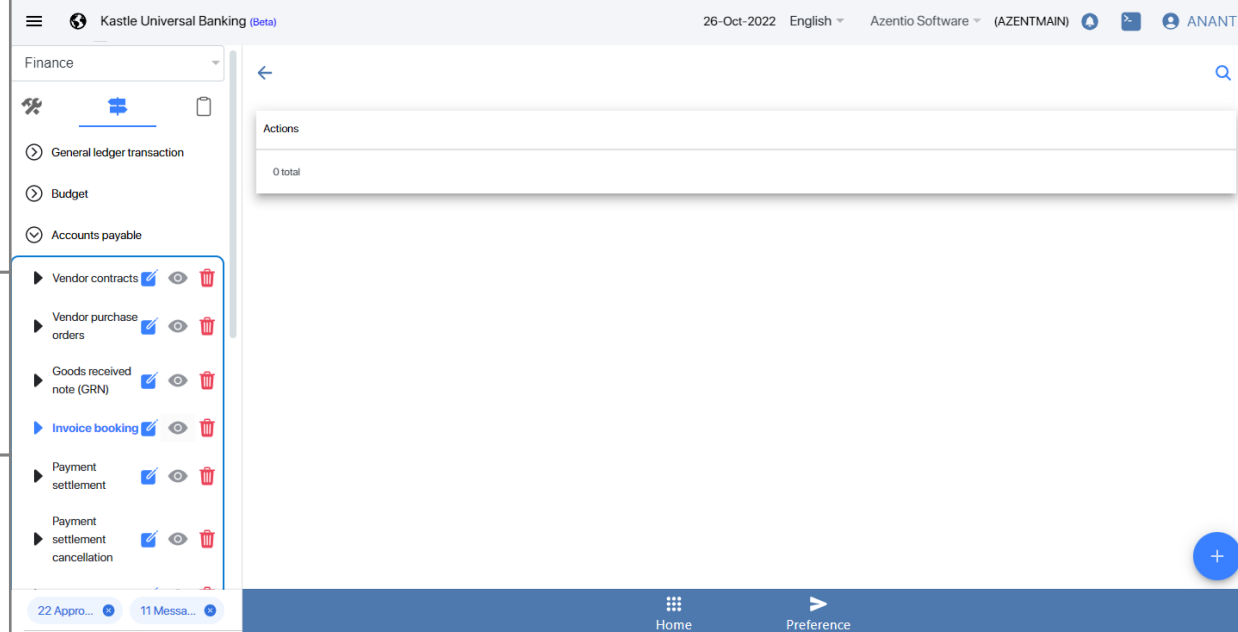 Kastle Universal Banking (Beta)
26-Oct-2022 English Azentio Software (AZENTMAIN) ANANT
Finance
General ledger transaction
Budget
Accounts payable
Vendor contracts
Vendor purchase
orders
Goods received
note (GRN)
Invoice booking
Payment
settlement
Payment
settlement
cancellation
22 Appro...
11 Messa...
Actions
0 total
Home
Preference